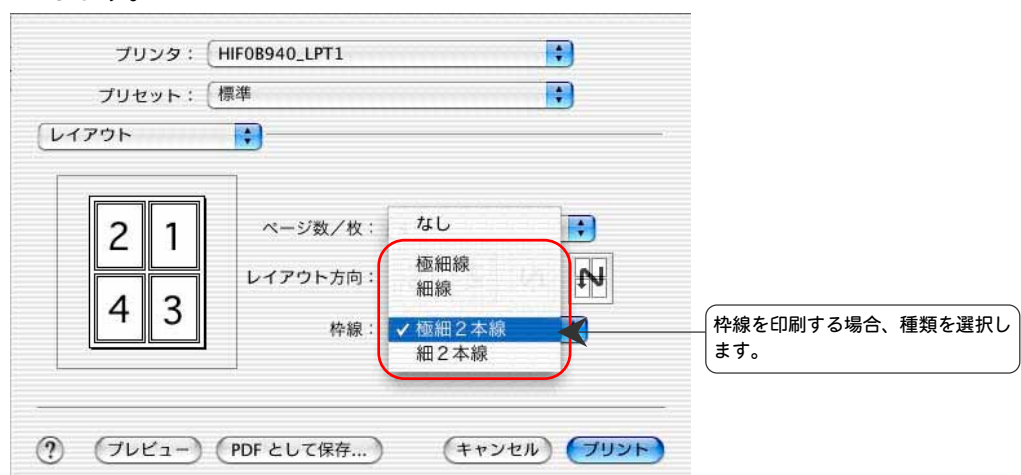 プリンタ： HIF0B940_LPT1
プリセット： 標準
レイアウト
2 1
4 3
ページ数／枚：
なし
極細線
細線
レイアウト方向：
枠線： ✓ 極細２本線
細２本線
枠線を印刷する場合、種類を選択し
ます。
? プレビュー PDF として保存... キャンセル プリント